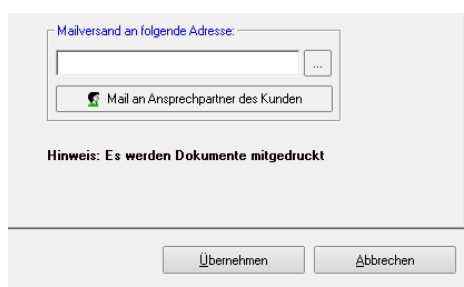 Mailversand an folgende Adresse:
...
Mail an Ansprechpartner des Kunden
Hinweis: Es werden Dokumente mitgedruckt
Übernehmen
Abbrechen